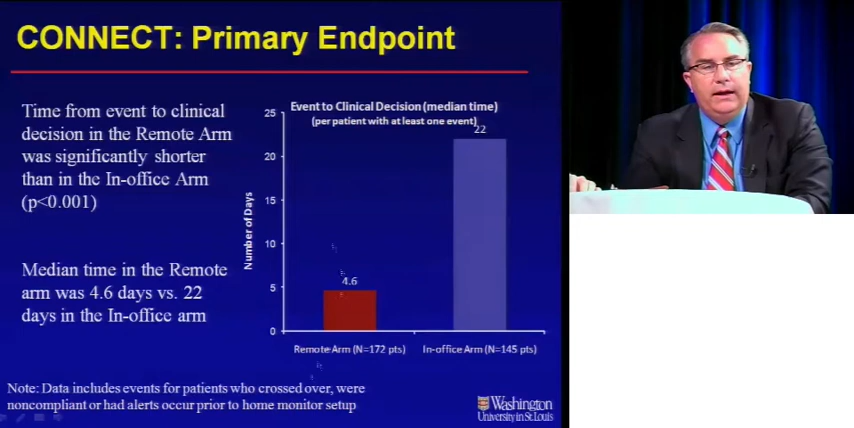 CONNECT: Primary Endpoint
Time from event to clinical
decision in the Remote Arm
was significantly shorter
than in the In-office Arm
(p<0.001)
Median time in the Remote
arm was 4.6 days vs. 22
days in the In-office arm
Event to Clinical Decision (median time)
(per patient with at least one event)
Number of Days
25
20
15
10
5
0
4.6
22
Remote Arm (N=172 pts)
In-office Arm (N=145 pts)
Note: Data includes events for patients who crossed over, were
noncompliant or had alerts occur prior to home monitor setup
Washington
University in St. Louis